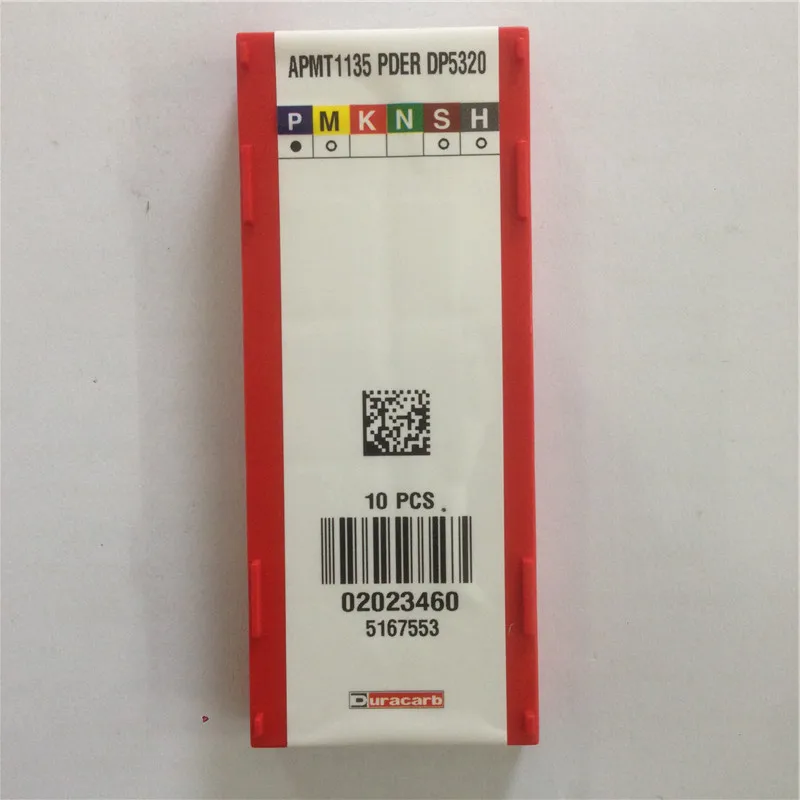 APMT1135 PDER DP5320
P M K N S H
10 PCS.
02023460
5167553
Duracarb